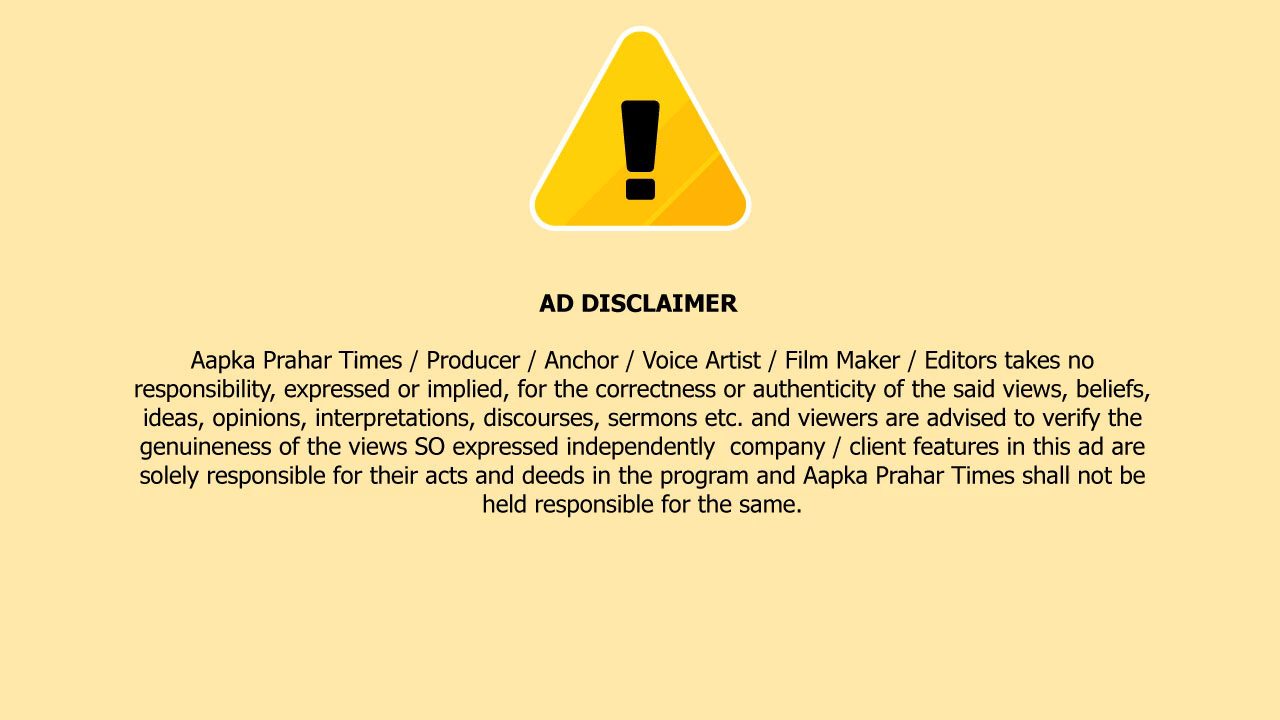 AD DISCLAIMER
Aapka Prahar Times / Producer / Anchor / Voice Artist / Film Maker / Editors takes no
responsibility, expressed or implied, for the correctness or authenticity of the said views, beliefs,
ideas, opinions, interpretations, discourses, sermons etc. and viewers are advised to verify the
genuineness of the views SO expressed independently  company / client features in this ad are
solely responsible for their acts and deeds in the program and Aapka Prahar Times shall not be
held responsible for the same.